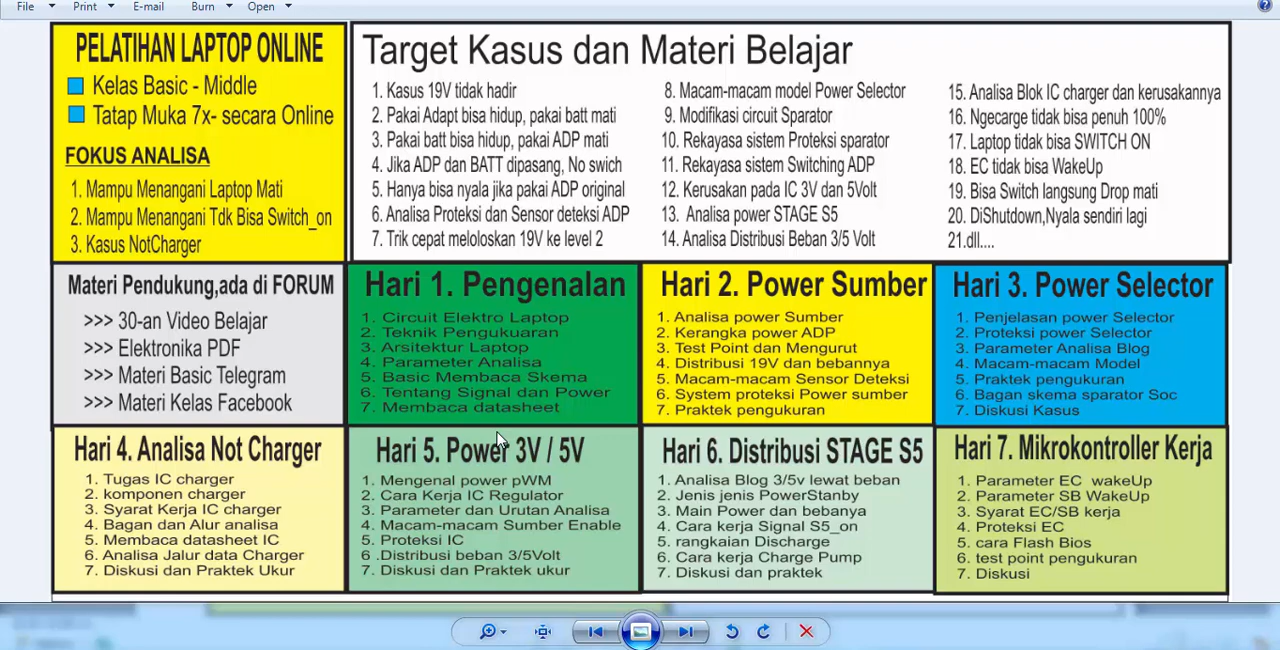 File Print E-mail Burn Open
PELATIHAN LAPTOP ONLINE
Kelas Basic - Middle
Tatap Muka 7x- secara Online
FOKUS ANALISA
1. Mampu Menangani Laptop Mati
2. Mampu Menangani Tdk Bisa Switch_on
3. Kasus NotCharger
Target Kasus dan Materi Belajar
1. Kasus 19V tidak hadir
2. Pakai Adapt bisa hidup, pakai batt mati
3. Pakai batt bisa hidup, pakai ADP mati
4. Jika ADP dan BATT dipasang, No swich
5. Hanya bisa nyala jika pakai ADP original
6. Analisa Proteksi dan Sensor deteksi ADP
7. Trik cepat meloloskan 19V ke level 2
8. Macam-macam model Power Selector
9. Modifikasi circuit Sparator
10. Rekayasa sistem Proteksi sparator
11. Rekayasa sistem Switching ADP
12. Kerusakan pada IC 3V dan 5Volt
13. Analisa power STAGE S5
14. Analisa Distribusi Beban 3/5 Volt
15. Analisa Blok IC charger dan kerusakannya
16. Ngecarge tidak bisa penuh 100%
17. Laptop tidak bisa SWITCH ON
18. EC tidak bisa WakeUp
19. Bisa Switch langsung Drop mati
20. DiShutdown,Nyala sendiri lagi
21.dll....
Materi Pendukung,ada di FORUM
>>> 30-an Video Belajar
>>> Elektronika PDF
>>> Materi Basic Telegram
>>> Materi Kelas Facebook
Hari 1. Pengenalan
1. Circuit Elektro Laptop
2. Teknik Pengukuaran
3. Arsitektur Laptop
4. Parameter Analisa
5. Basic Membaca Skema
6. Tentang Signal dan Power
7. Membaca datasheet
Hari 2. Power Sumber
1. Analisa power Sumber
2. Kerangka power ADP
3. Test Point dan Mengurut
4. Distribusi 19V dan bebannya
5. Macam-macam Sensor Deteksi
6. System proteksi Power sumber
7. Praktek pengukuran
Hari 3. Power Selector
1. Penjelasan power Selector
2. Proteksi power Selector
3. Parameter Analisa Blog
4. Macam-macam Model
5. Praktek pengukuran
6. Bagan skema sparator Soc
7. Diskusi Kasus
Hari 4. Analisa Not Charger
1. Tugas IC charger
2. komponen charger
3. Syarat Kerja IC charger
4. Bagan dan Alur analisa
5. Membaca datasheet IC
6. Analisa Jalur data Charger
7. Diskusi dan Praktek Ukur
Hari 5. Power 3V / 5V
1. Mengenal power pWM
2. Cara Kerja IC Regulator
3. Parameter dan Urutan Analisa
4. Macam-macam Sumber Enable
5. Proteksi IC
6 .Distribusi beban 3/5Volt
7. Diskusi dan Praktek ukur
Hari 6. Distribusi STAGE S5
1. Analisa Blog 3/5v lewat beban
2. Jenis jenis PowerStanby
3. Main Power dan bebanya
4. Cara kerja Signal S5_on
5. rangkaian Discharge
6. Cara kerja Charge Pump
7. Diskusi dan praktek
Hari 7. Mikrokontroller Kerja
1. Parameter EC wakeUp
2. Parameter SB WakeUp
3. Syarat EC/SB kerja
4. Proteksi EC
5. cara Flash Bios
6. test point pengukuran
7. Diskusi